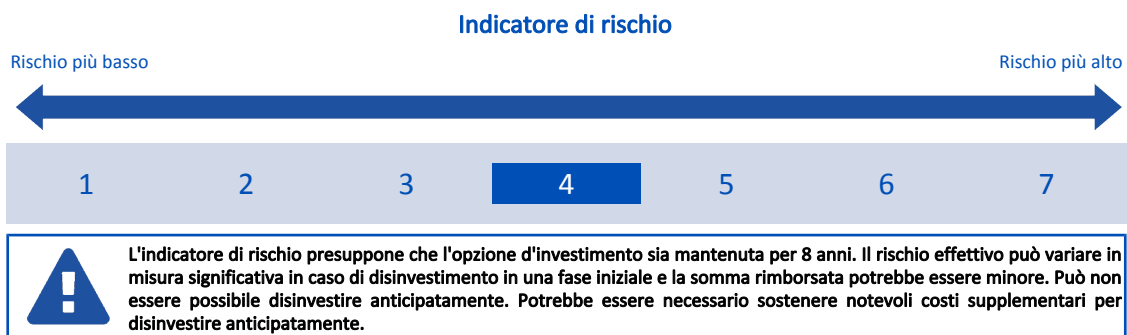 Indicatore di rischio
Rischio più basso Rischio più alto
1 2 3 4 5 6 7
L'indicatore di rischio presuppone che l'opzione d'investimento sia mantenuta per 8 anni. Il rischio effettivo può variare in
misura significativa in caso di disinvestimento in una fase iniziale e la somma rimborsata potrebbe essere minore. Può non
essere possibile disinvestire anticipatamente. Potrebbe essere necessario sostenere notevoli costi supplementari per
disinvestire anticipatamente.